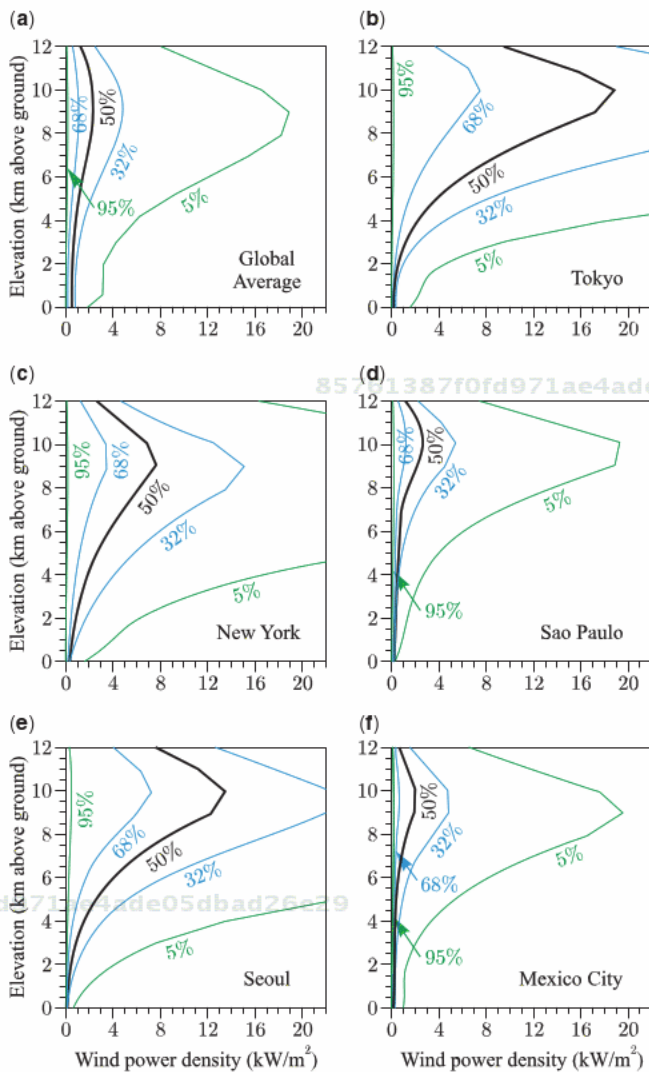 (a)
Elevation (km above ground)
12
10
8
6
4
2
0
68%
50%
32%
95%
5%
Global
Average
0 4 8 12 16 20
(b)
12
10
8
6
4
2
0
95%
68%
50%
32%
5%
Tokyo
0 4 8 12 16 20
(c)
Elevation (km above ground)
12
10
8
6
4
2
0
95%
68%
50%
32%
5%
New York
0 4 8 12 16 20
85761387f0fd971ae4ade
(d)
12
10
8
6
4
2
0
68%
50%
32%
5%
95%
Sao Paulo
0 4 8 12 16 20
(e)
Elevation (km above ground)
12
10
8
6
4
2
0
95%
68%
50%
32%
5%
Seoul
0 4 8 12 16 20
Wind power density (kW/m²)
(f)
12
10
8
6
4
2
0
50%
32%
5%
68%
95%
Mexico City
0 4 8 12 16 20
Wind power density (kW/m²)